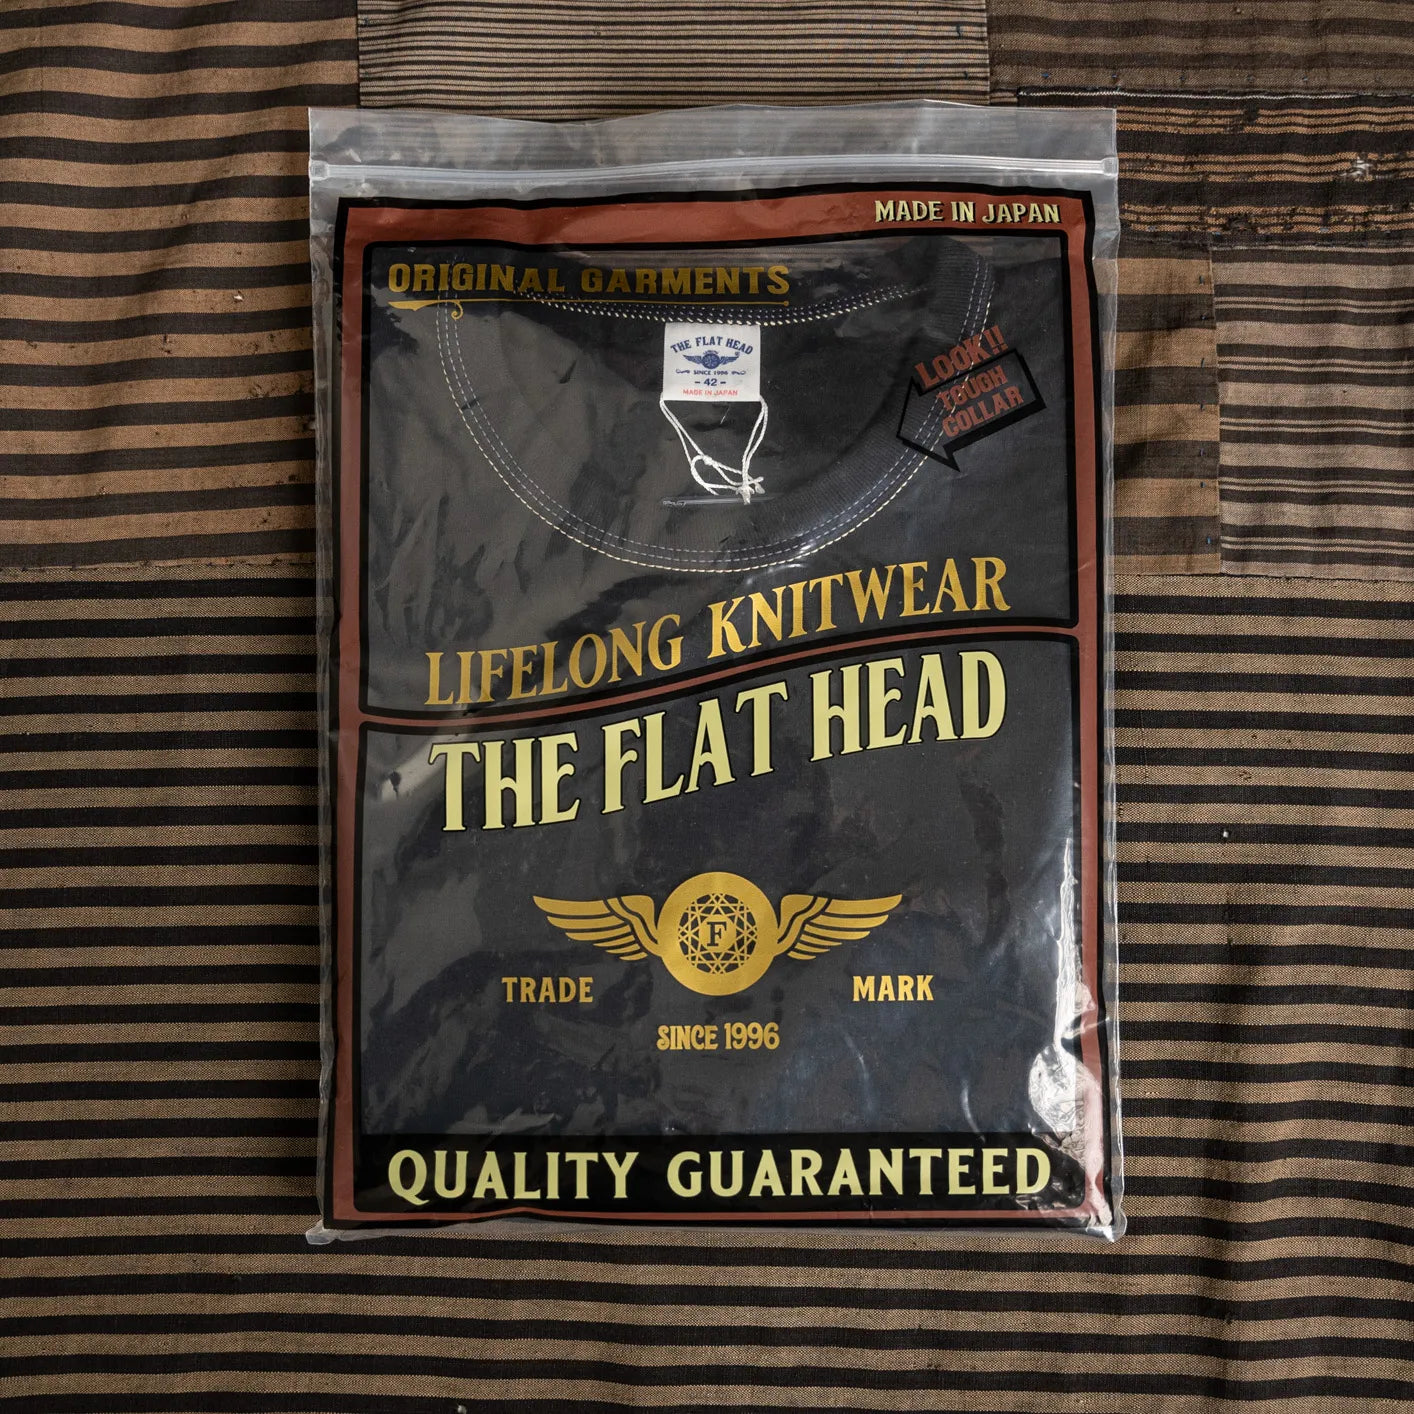 MADE IN JAPAN
ORIGINAL GARMENTS
THE FLAT HEAD
SINCE 1996
- 42 -
MADE IN JAPAN
LOOK!!
TOUGH
COLLAR
LIFELONG KNITWEAR
THE FLAT HEAD
F
TRADE MARK
SINCE 1996
QUALITY GUARANTEED